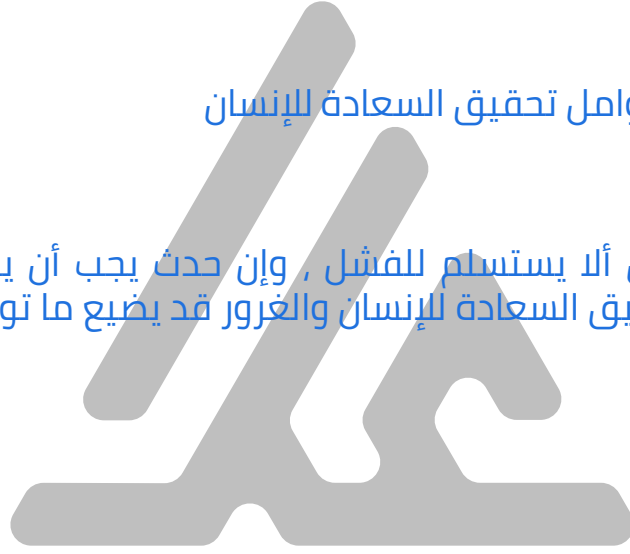 وامل تحقيق السعادة للإنسان
ألا يستسلم للفشل , وإن حدث يجب أن
يق السعادة للإنسان والغرور قد يضيع ما تو